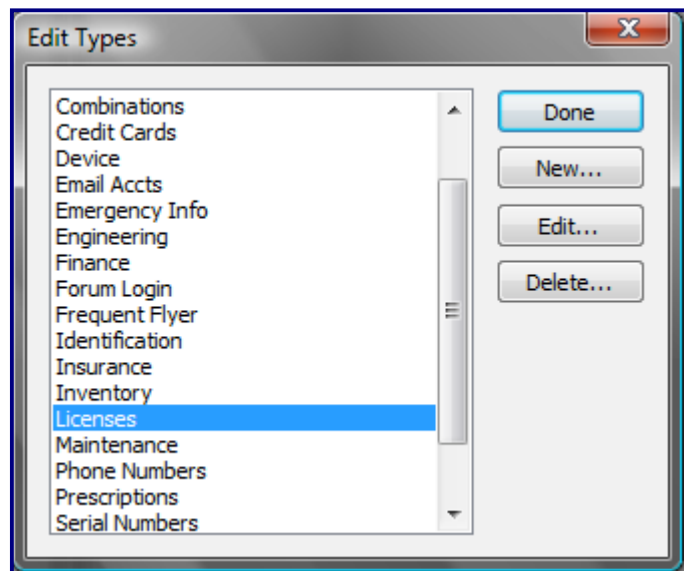 Edit Types
Combinations
Credit Cards
Device
Email Accts
Emergency Info
Engineering
Finance
Forum Login
Frequent Flyer
Identification
Insurance
Inventory
Licenses
Maintenance
Phone Numbers
Prescriptions
Serial Numbers
Done
New...
Edit...
Delete...